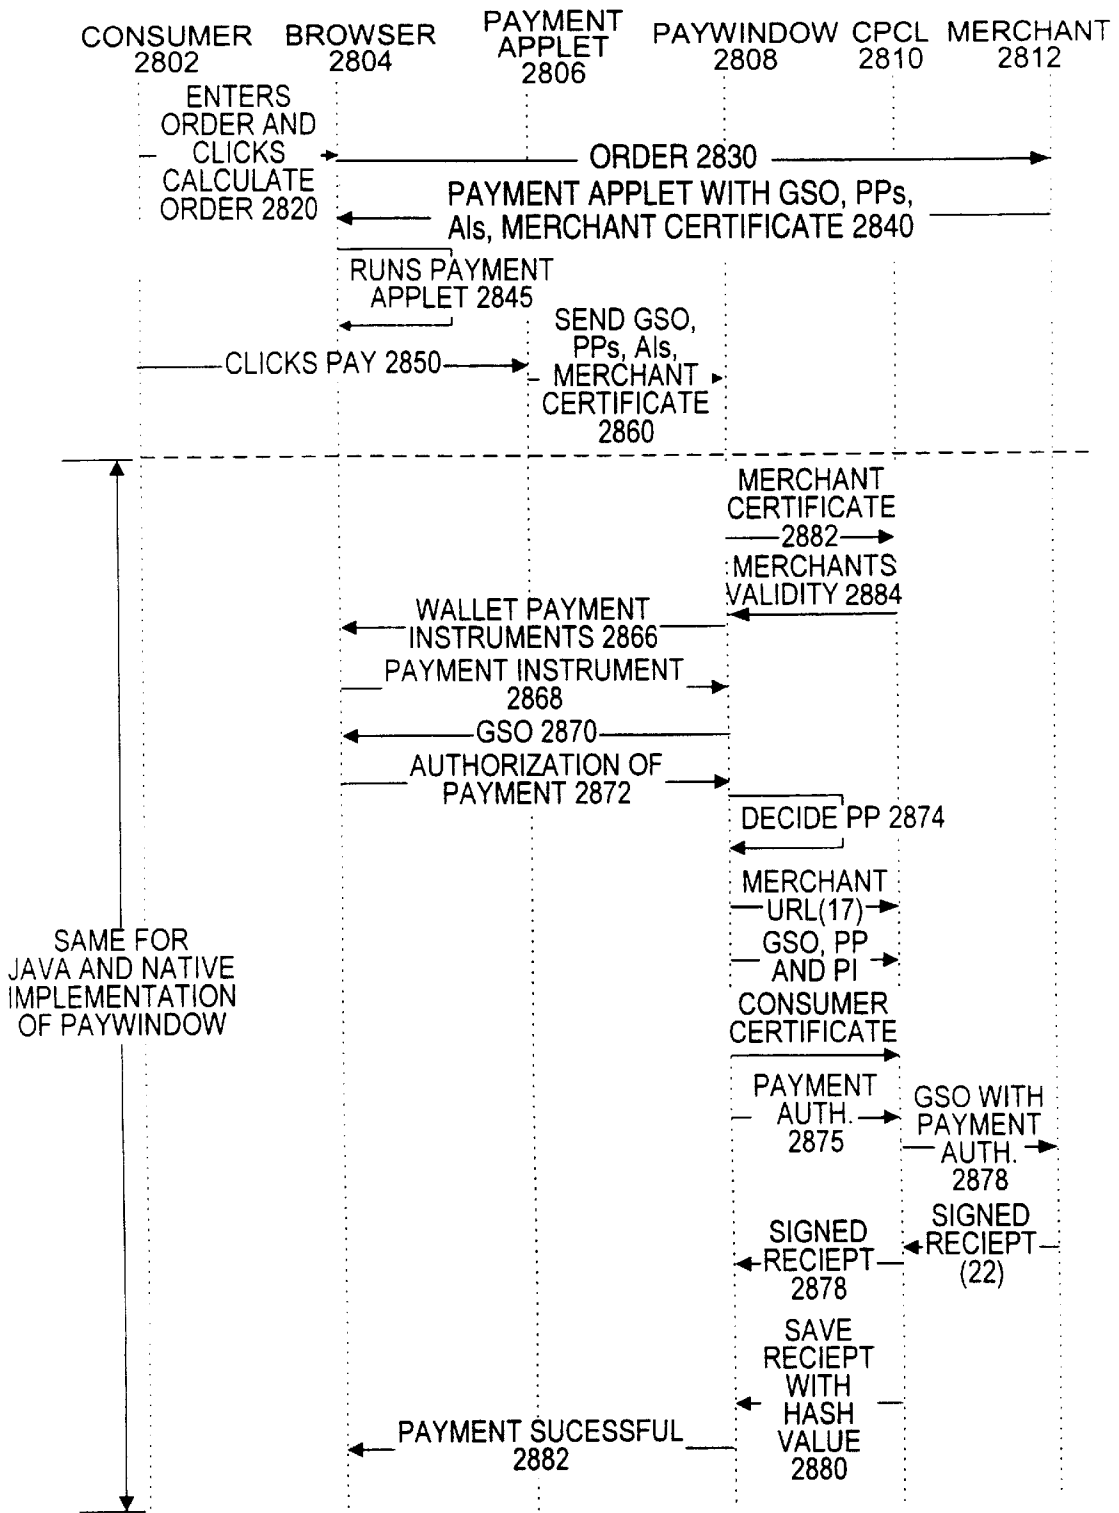 CONSUMER
2802
BROWSER
2804
PAYMENT
APPLET
2806
PAYWINDOW
2808
CPCL
2810
MERCHANT
2812
ENTERS
ORDER AND
CLICKS
CALCULATE
ORDER 2820
ORDER 2830
PAYMENT APPLET WITH GSO, PPs,
AIs, MERCHANT CERTIFICATE 2840
RUNS PAYMENT
APPLET 2845
CLICKS PAY 2850
SEND GSO,
PPs, AIs,
MERCHANT
CERTIFICATE
2860
MERCHANT
CERTIFICATE
2882
MERCHANTS
VALIDITY 2884
WALLET PAYMENT
INSTRUMENTS 2866
PAYMENT INSTRUMENT
2868
GSO 2870
AUTHORIZATION OF
PAYMENT 2872
DECIDE PP 2874
MERCHANT
URL(17)
GSO, PP
AND PI
CONSUMER
CERTIFICATE
PAYMENT
AUTH.
2875
GSO WITH
PAYMENT
AUTH.
2878
SIGNED
RECIEPT
(22)
SIGNED
RECIEPT
2878
SAVE
RECIEPT
WITH
HASH
VALUE
2880
PAYMENT SUCESSFUL
2882
SAME FOR
JAVA AND NATIVE
IMPLEMENTATION
OF PAYWINDOW